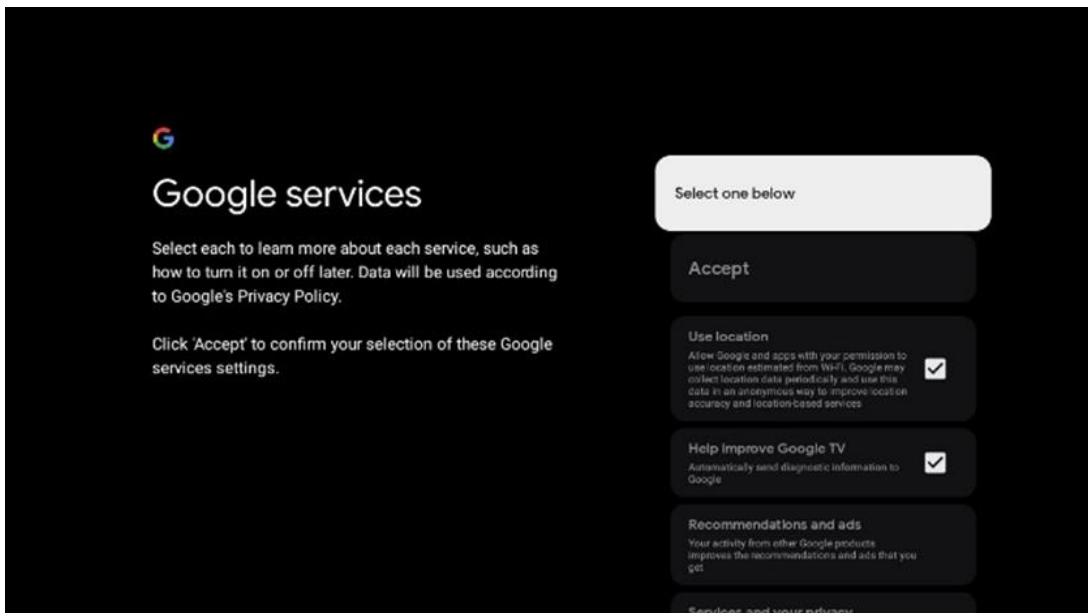 Google services
Select each to learn more about each service, such as
how to turn it on or off later. Data will be used according
to Google's Privacy Policy.
Click 'Accept' to confirm your selection of these Google
services settings.
Select one below
Accept
Use location
Allow Google and apps with your permission to
use location estimated from Wi-Fi. Google may
collect location data periodically and use this
data in an anonymous way to improve location
accuracy and location-based services
Help improve Google TV
Automatically send diagnostic information to
Google
Recommendations and ads
Your activity from other Google products
improves the recommendations and ads that you
get
Services and your privacy